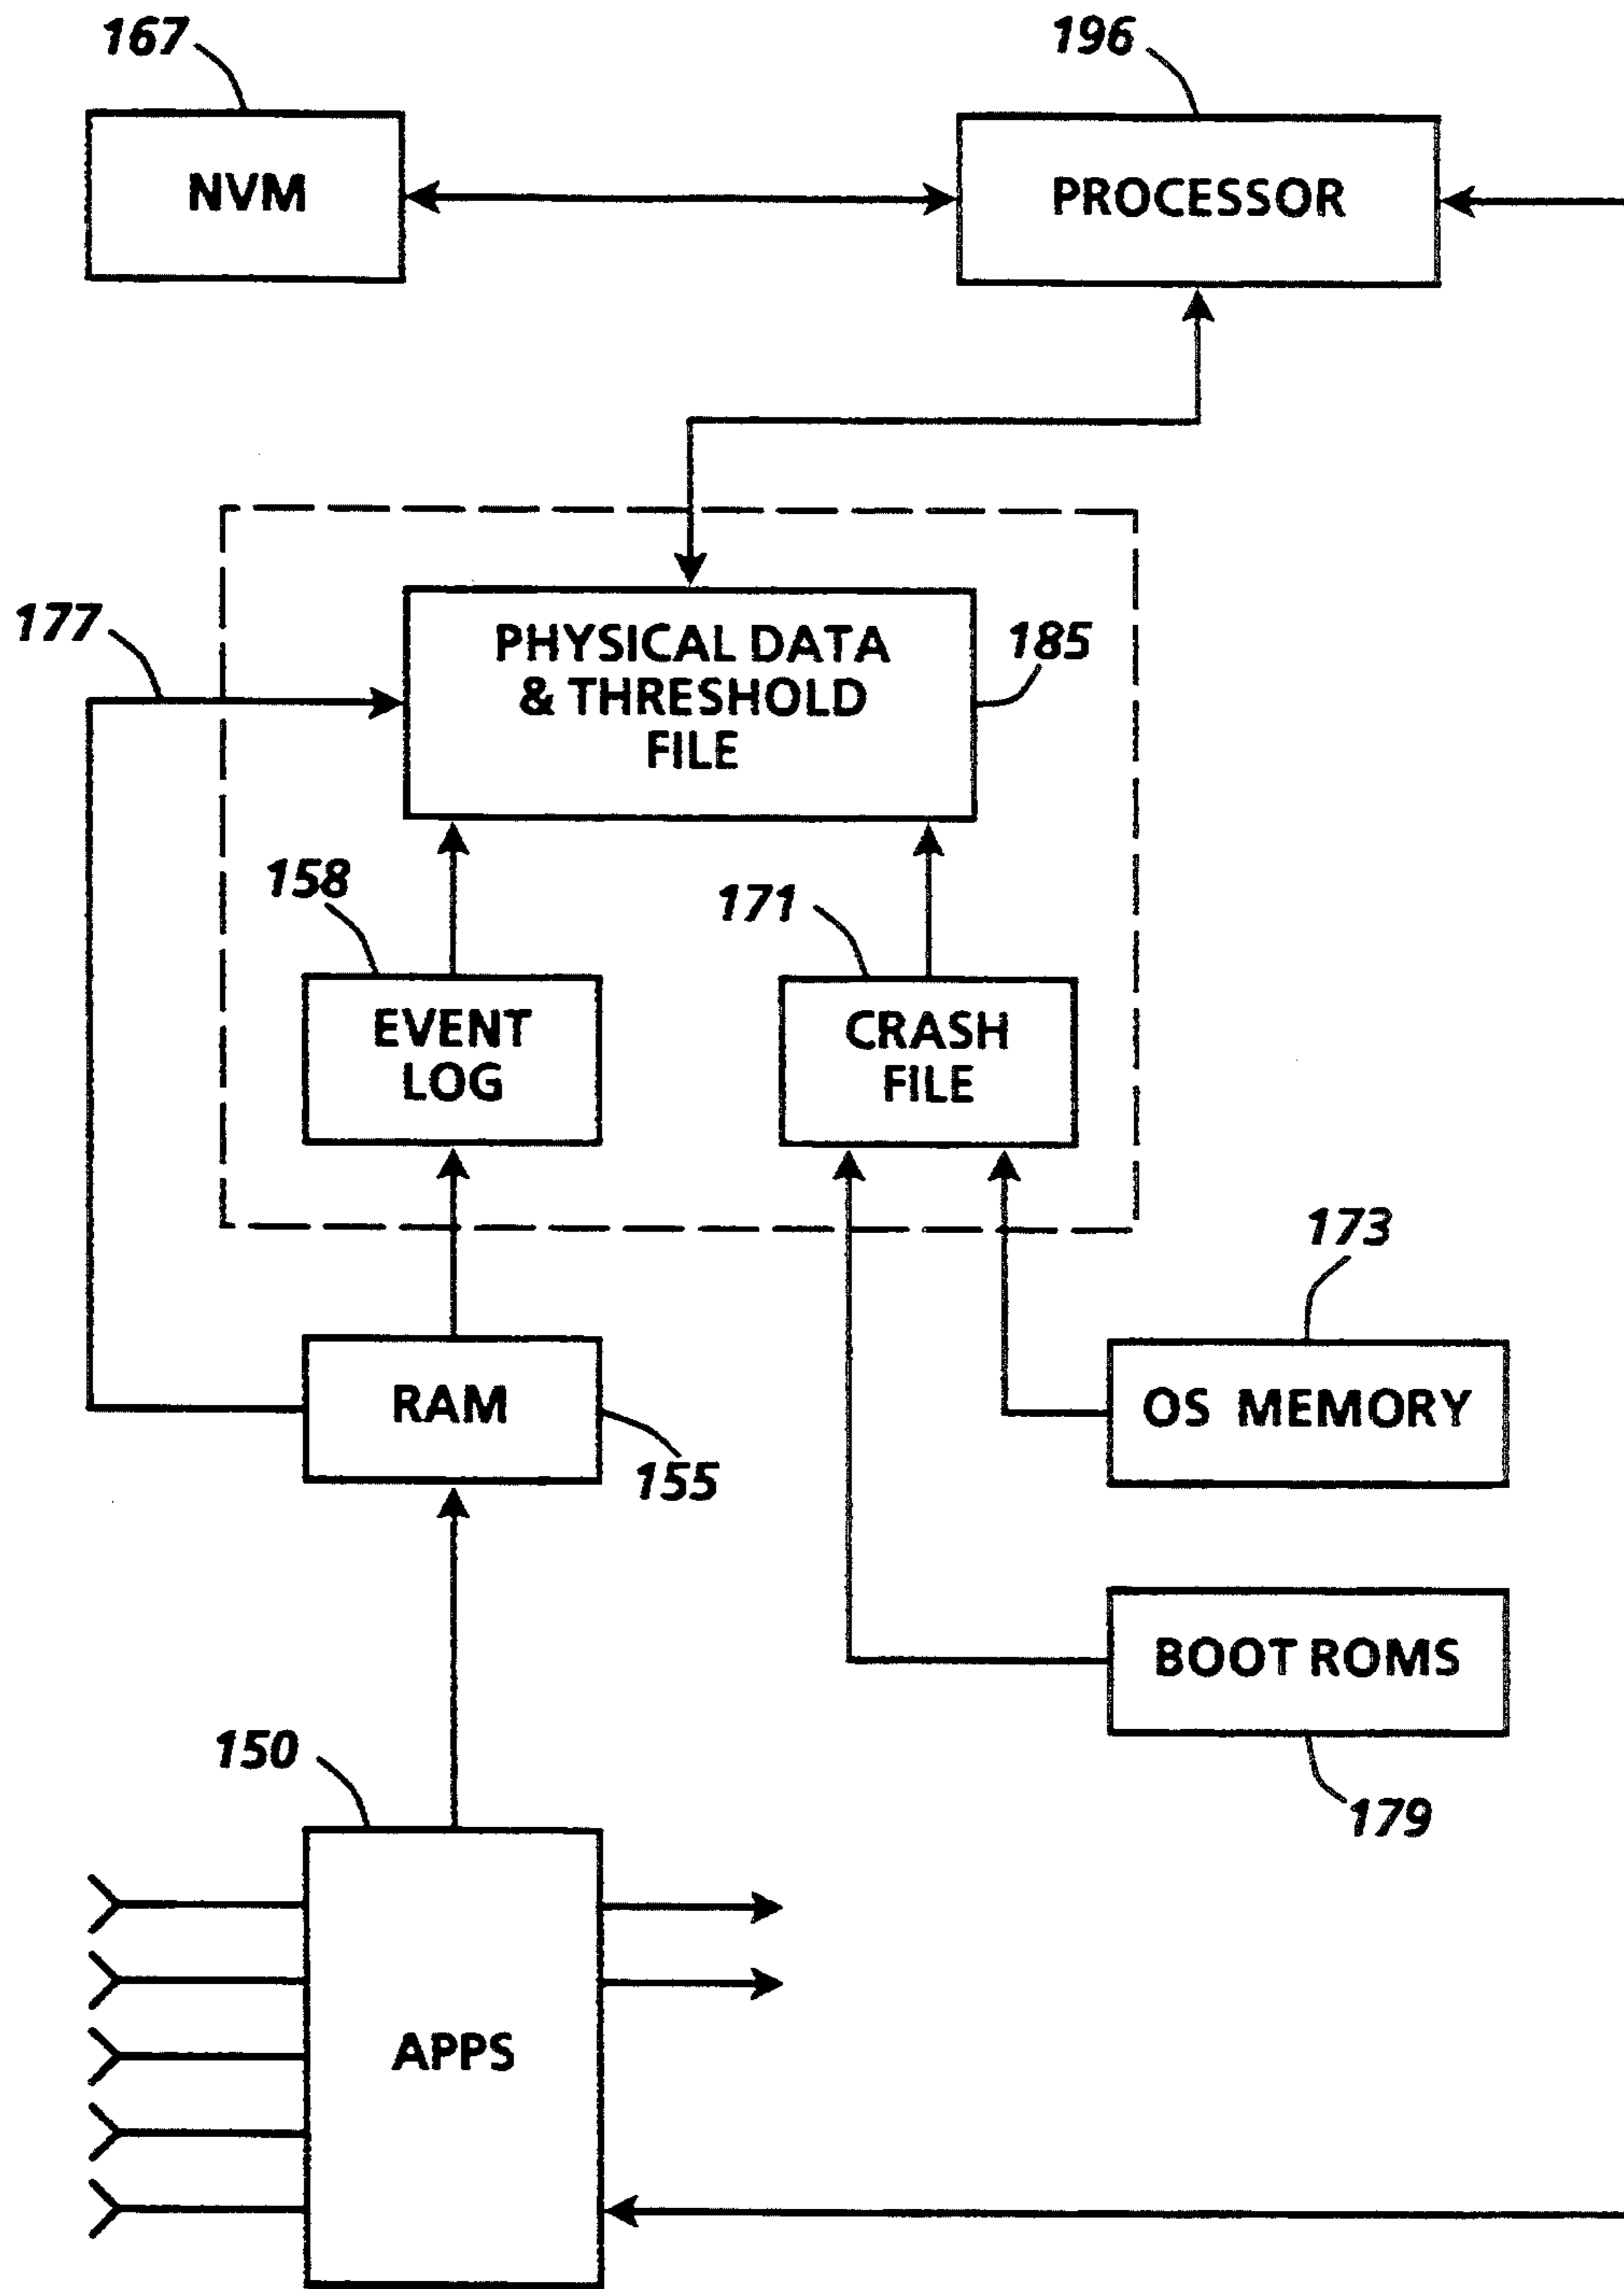 167
196
NVM
PROCESSOR
177
PHYSICAL DATA
& THRESHOLD
FILE
185
158
171
EVENT
LOG
CRASH
FILE
173
RAM
OS MEMORY
155
BOOT ROMS
150
179
APPS